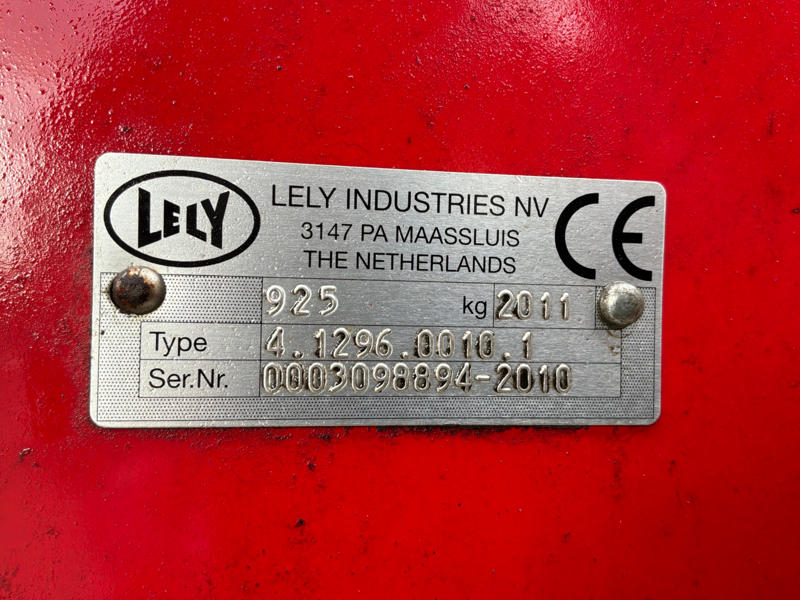 LELY
LELY INDUSTRIES NV
3147 PA MAASSLUIS
THE NETHERLANDS
CE
925 kg 2011
Type 4.1296.0010.1
Ser.Nr. 0003098894-2010